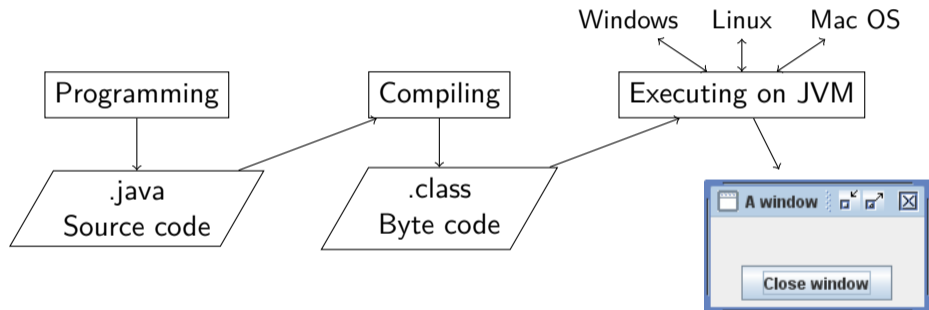 Windows Linux Mac OS
Programming
Compiling
Executing on JVM
.java
Source code
.class
Byte code
A window
Close window